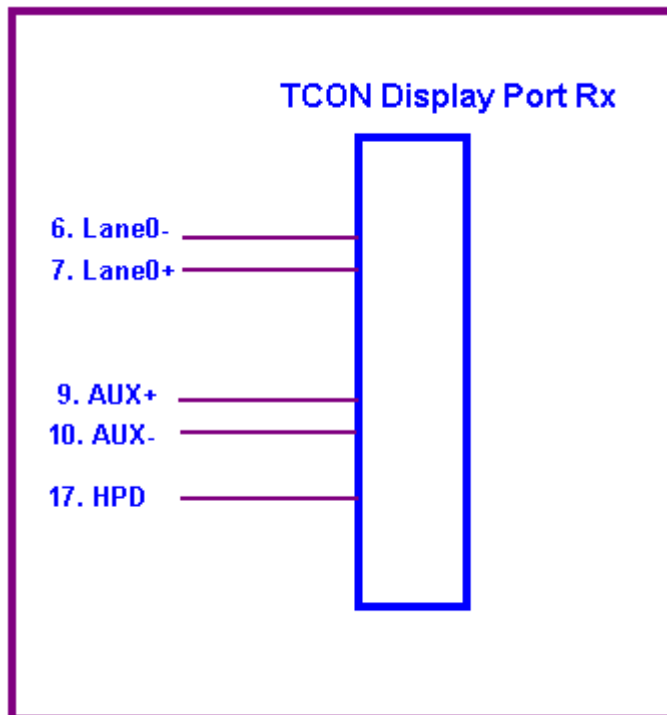 TCON Display Port Rx
6. Lane0-
7. Lane0+
9. AUX+
10. AUX-
17. HPD